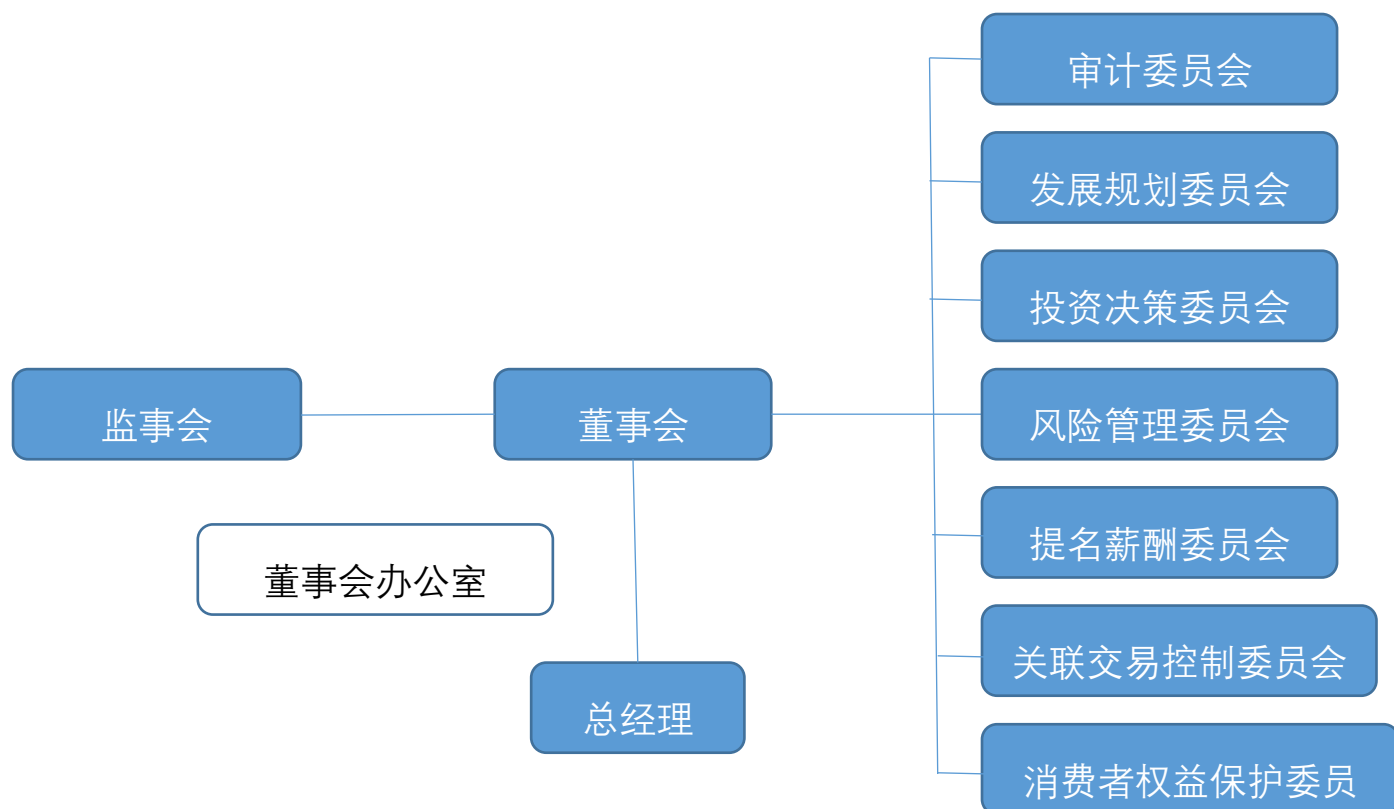 审计委员会
发展规划委员会
投资决策委员会
监事会
董事会
风险管理委员会
董事会办公室
提名薪酬委员会
总经理
关联交易控制委员会
消费者权益保护委员